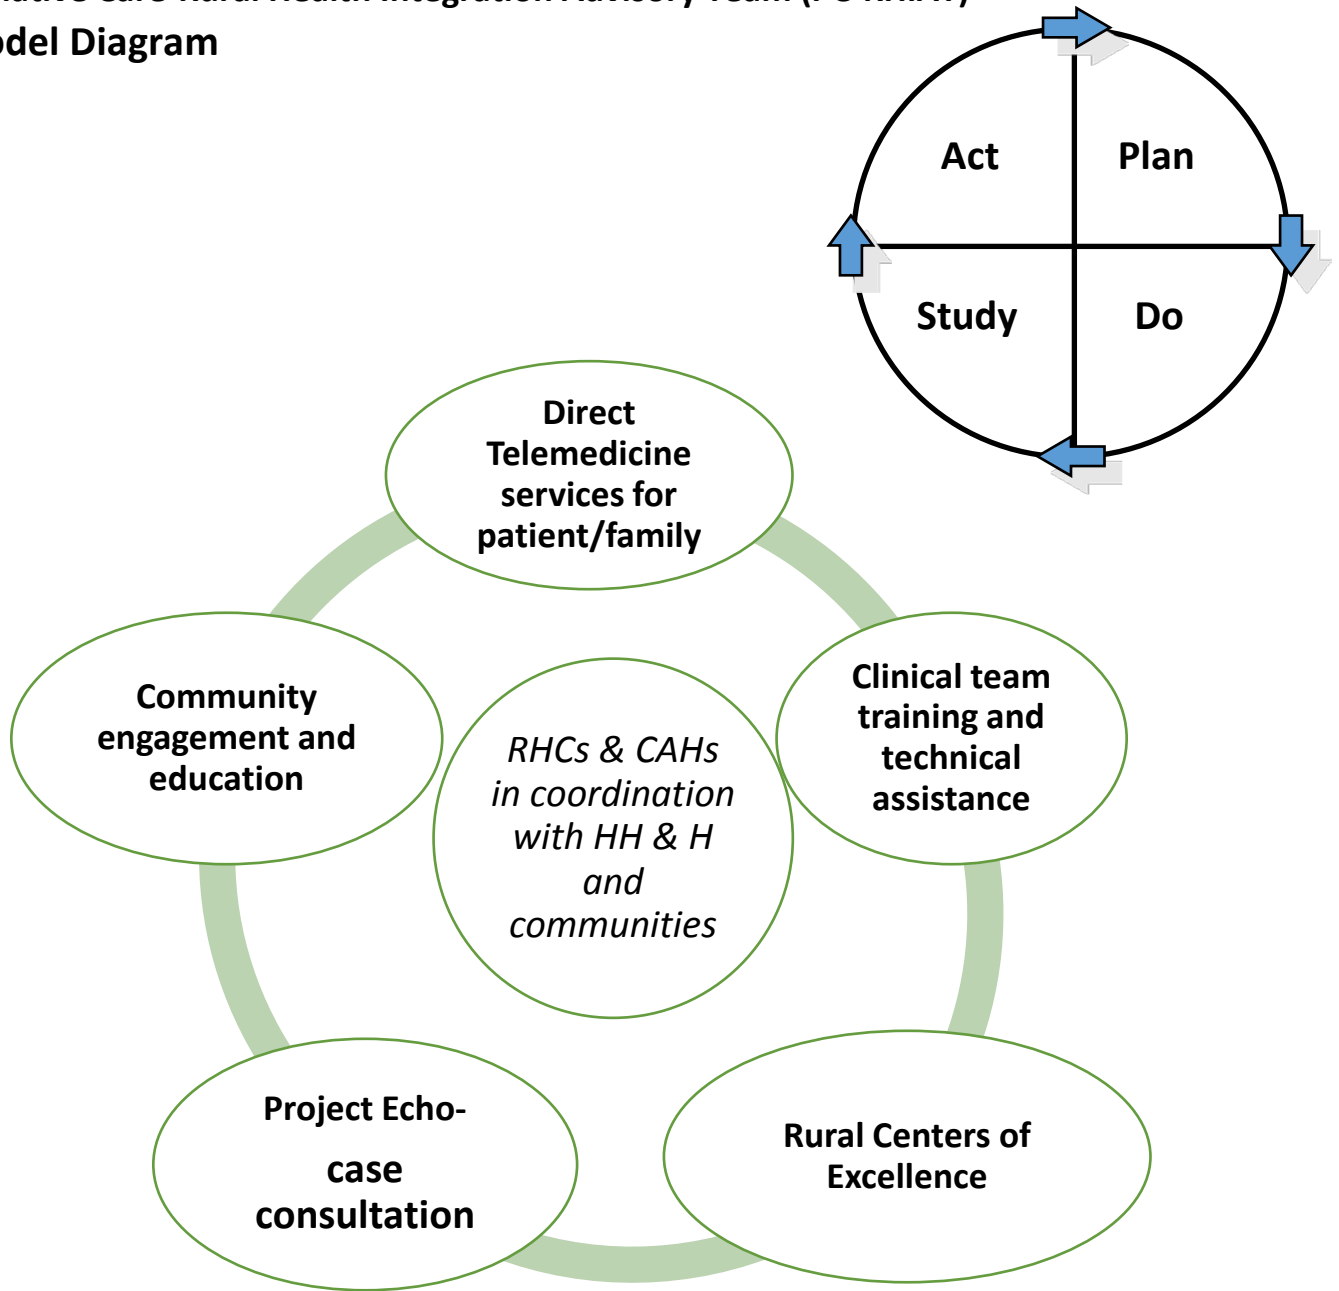 Model Diagram
Act
Plan
Study
Do
Direct
Telemedicine
services for
patient/family
Community
engagement and
education
Clinical team
training and
technical
assistance
RHCs & CAHs
in coordination
with HH & H
and
communities
Project Echo-
case
consultation
Rural Centers of
Excellence